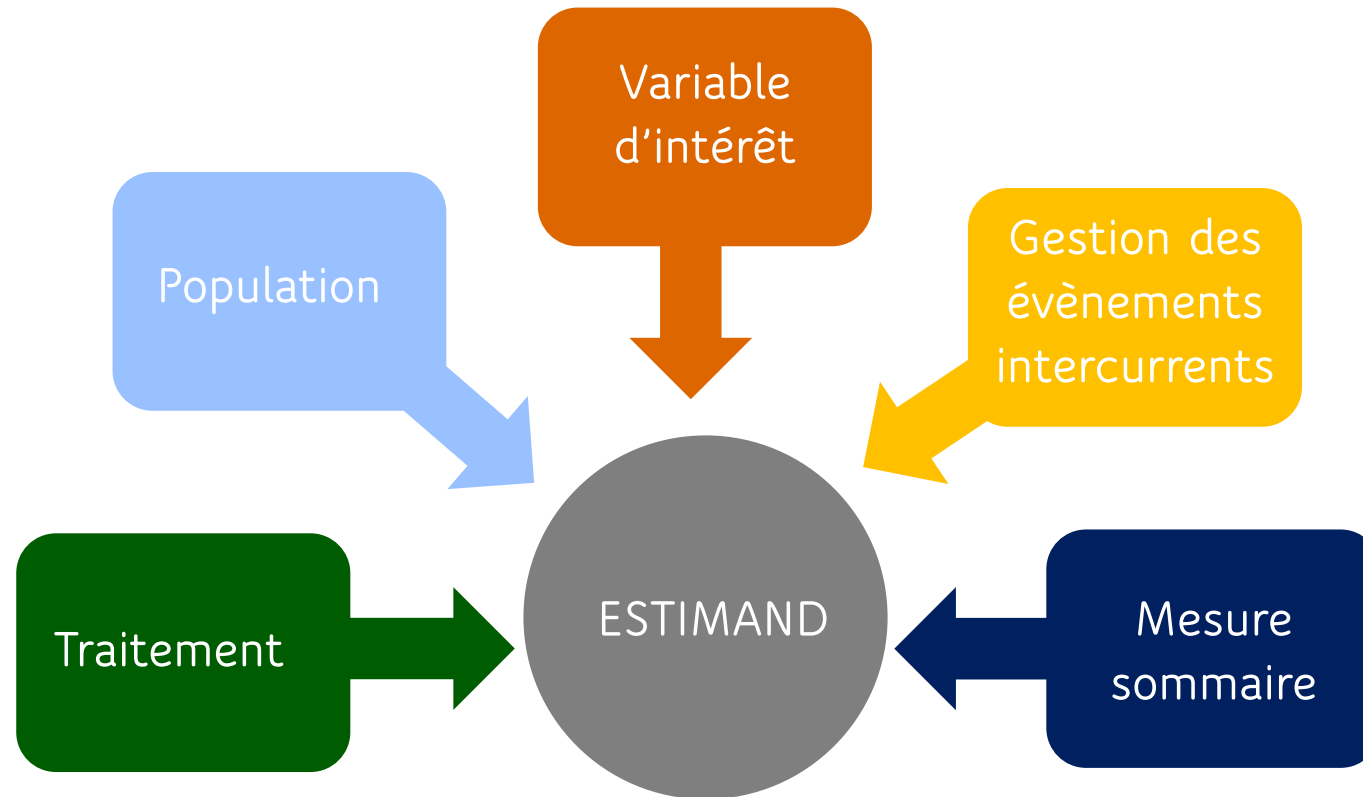 Variable
d'intérêt
Population
Gestion des
évènements
intercurrents
Traitement
ESTIMAND
Mesure
sommaire